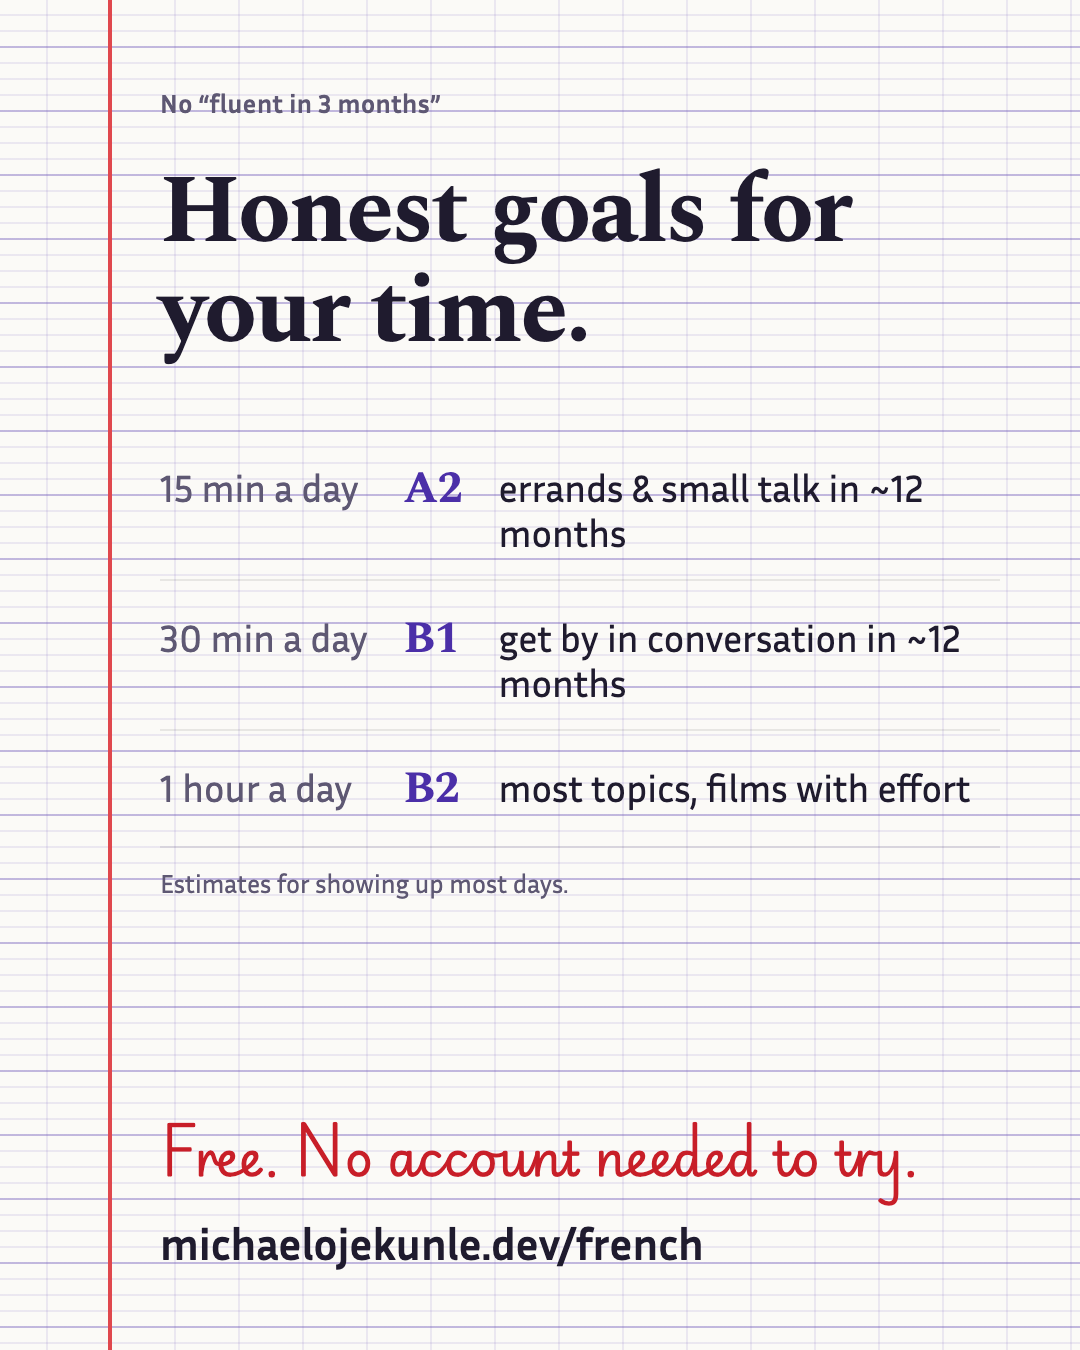 No “fluent in 3 months”
Honest goals for
your time.
15 min a day A2 errands & small talk in ~12
months
30 min a day B1 get by in conversation in ~12
months
1 hour a day B2 most topics, films with effort
Estimates for showing up most days.
Free. No account needed to try.
michaelojekunle.dev/french